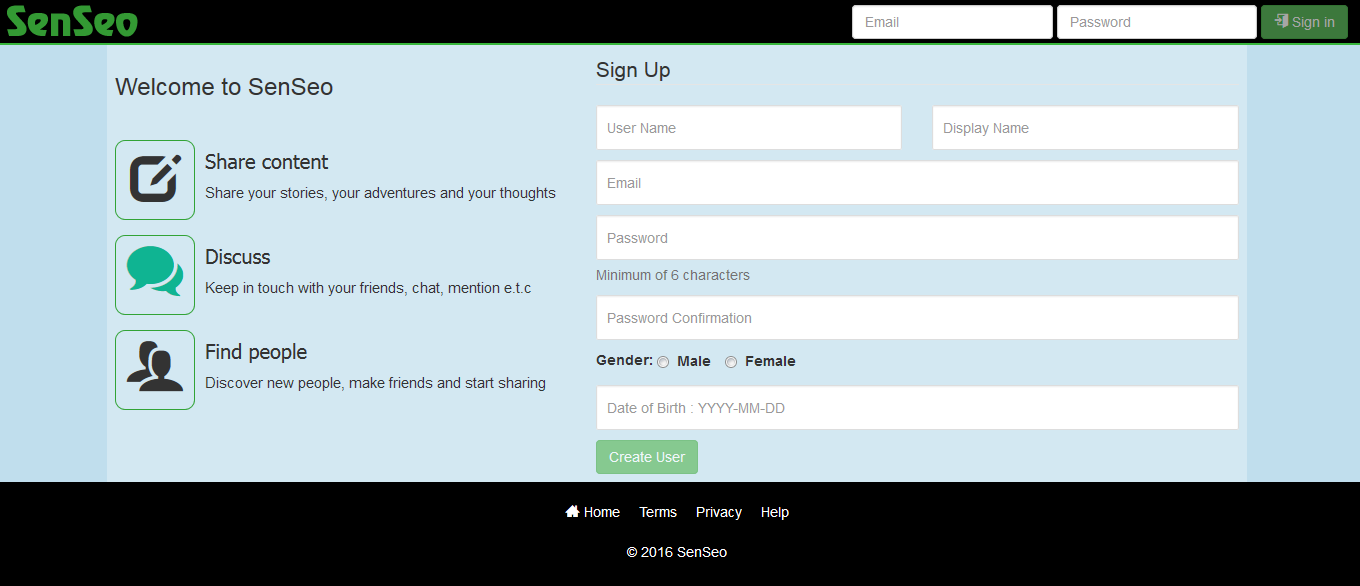 SenSeo
Email Password Sign in
Welcome to SenSeo
Share content
Share your stories, your adventures and your thoughts
Discuss
Keep in touch with your friends, chat, mention e.t.c
Find people
Discover new people, make friends and start sharing
Sign Up
User Name Display Name
Email
Password
Minimum of 6 characters
Password Confirmation
Gender: Male Female
Date of Birth : YYYY-MM-DD
Create User
Home Terms Privacy Help
© 2016 SenSeo